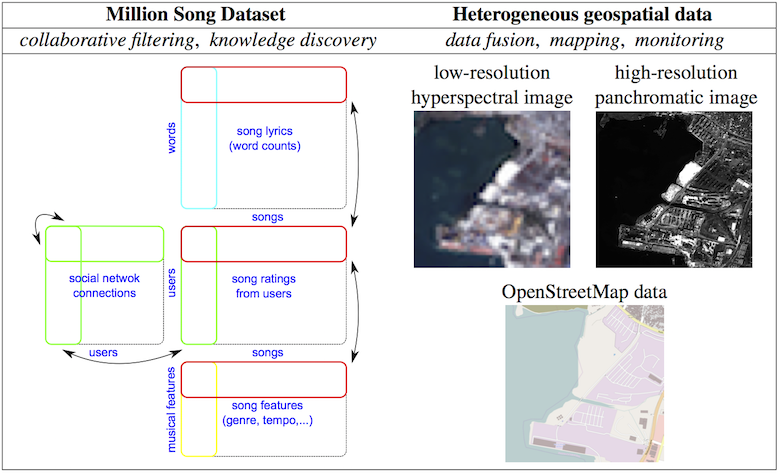 Million Song Dataset
collaborative filtering, knowledge discovery
words
song lyrics
(word counts)
songs
social netwok
connections
users
users
song ratings
from users
songs
musical features
song features
(genre, tempo,...)
Heterogeneous geospatial data
data fusion, mapping, monitoring
low-resolution
hyperspectral image
high-resolution
panchromatic image
OpenStreetMap data